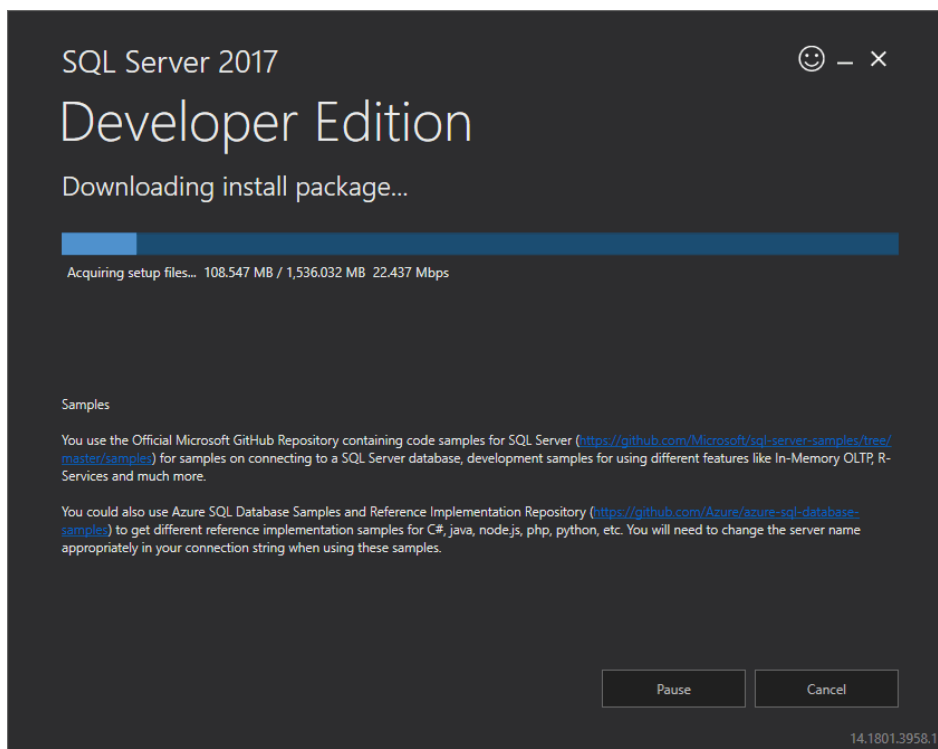 SQL Server 2017
Developer Edition
Downloading install package...
Acquiring setup files... 108.547 MB / 1,536.032 MB 22.437 Mbps
Samples
You use the Official Microsoft GitHub Repository containing code samples for SQL Server (https://github.com/Microsoft/sql-server-samples/tree/
master/samples) for samples on connecting to a SQL Server database, development samples for using different features like In-Memory OLTP, R-
Services and much more.
You could also use Azure SQL Database Samples and Reference Implementation Repository (https://github.com/Azure/azure-sql-database-
samples) to get different reference implementation samples for C#, java, node.js, php, python, etc. You will need to change the server name
appropriately in your connection string when using these samples.
Pause
Cancel
14.1801.3958.1